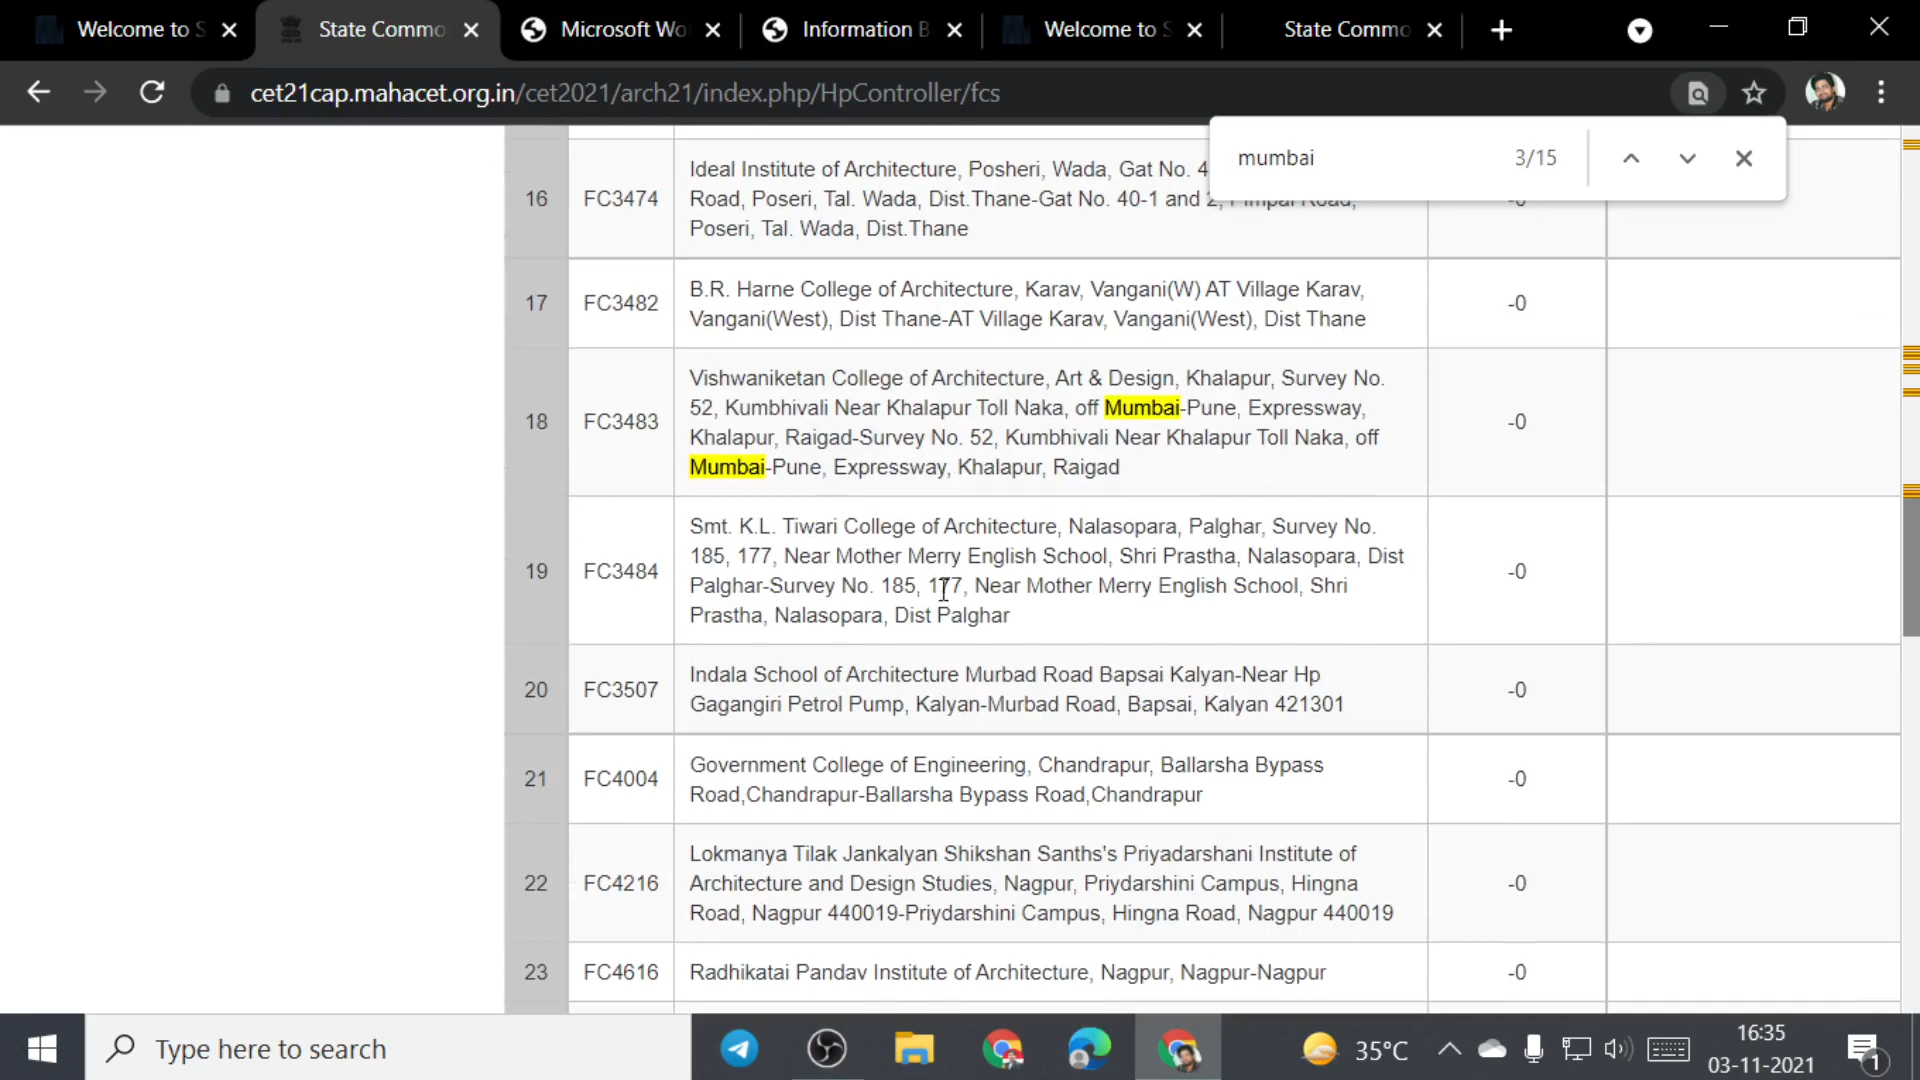 Welcome to S
State Commo
Microsoft Wo
Information B
Welcome to S
State Commo
cet21cap.mahacet.org.in/cet2021/arch21/index.php/HpController/fcs
mumbai 3/15
16 FC3474 Ideal Institute of Architecture, Posheri, Wada, Gat No. 4
Road, Poseri, Tal. Wada, Dist.Thane-Gat No. 40-1 and 2, Pimpal Road,
Poseri, Tal. Wada, Dist.Thane
-0
17 FC3482 B.R. Harne College of Architecture, Karav, Vangani(W) AT Village Karav,
Vangani(West), Dist Thane-AT Village Karav, Vangani(West), Dist Thane
-0
18 FC3483 Vishwaniketan College of Architecture, Art & Design, Khalapur, Survey No.
52, Kumbhivali Near Khalapur Toll Naka, off Mumbai-Pune, Expressway,
Khalapur, Raigad-Survey No. 52, Kumbhivali Near Khalapur Toll Naka, off
Mumbai-Pune, Expressway, Khalapur, Raigad
-0
19 FC3484 Smt. K.L. Tiwari College of Architecture, Nalasopara, Palghar, Survey No.
185, 177, Near Mother Merry English School, Shri Prastha, Nalasopara, Dist
Palghar-Survey No. 185, 177, Near Mother Merry English School, Shri
Prastha, Nalasopara, Dist Palghar
-0
20 FC3507 Indala School of Architecture Murbad Road Bapsai Kalyan-Near Hp
Gagangiri Petrol Pump, Kalyan-Murbad Road, Bapsai, Kalyan 421301
-0
21 FC4004 Government College of Engineering, Chandrapur, Ballarsha Bypass
Road,Chandrapur-Ballarsha Bypass Road,Chandrapur
-0
22 FC4216 Lokmanya Tilak Jankalyan Shikshan Sanths's Priyadarshani Institute of
Architecture and Design Studies, Nagpur, Priydarshini Campus, Hingna
Road, Nagpur 440019-Priydarshini Campus, Hingna Road, Nagpur 440019
-0
23 FC4616 Radhikatai Pandav Institute of Architecture, Nagpur, Nagpur-Nagpur
-0
Type here to search
35°C
16:35
03-11-2021
1